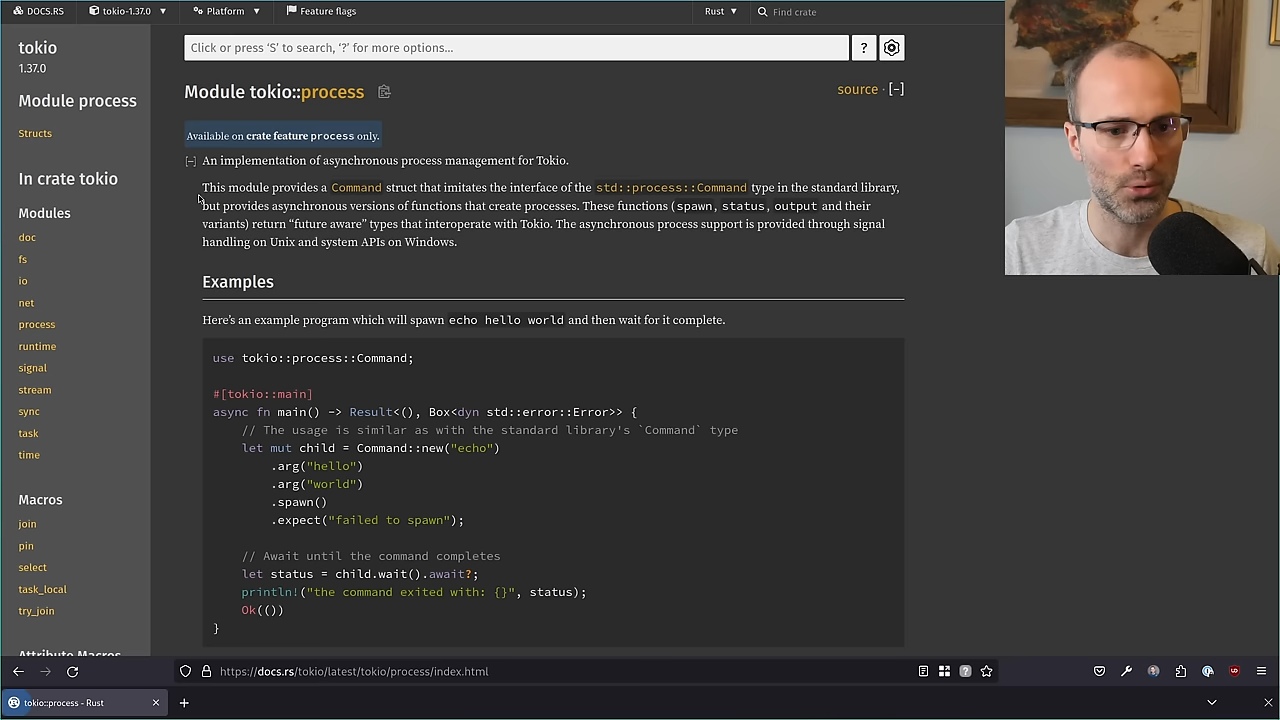 DOCS.RS
tokio-1.37.0
Platform
Feature flags
Rust
Find crate
tokio
1.37.0
Module process
Structs
In crate tokio
Modules
doc
fs
io
net
process
runtime
signal
stream
sync
task
time
Macros
join
pin
select
task_local
try_join
Attribute Macros
Click or press ‘S’ to search, ‘?’ for more options…
?
Module tokio::process
source · [−]
Available on crate feature process only.
[−] An implementation of asynchronous process management for Tokio.
This module provides a Command struct that imitates the interface of the std::process::Command type in the standard library,
but provides asynchronous versions of functions that create processes. These functions (spawn, status, output and their
variants) return “future aware” types that interoperate with Tokio. The asynchronous process support is provided through signal
handling on Unix and system APIs on Windows.
Examples
Here’s an example program which will spawn echo hello world and then wait for it complete.
use tokio::process::Command;
#[tokio::main]
async fn main() -> Result<(), Box<dyn std::error::Error>> {
// The usage is similar as with the standard library's `Command` type
let mut child = Command::new("echo")
.arg("hello")
.arg("world")
.spawn()
.expect("failed to spawn");
// Await until the command completes
let status = child.wait().await?;
println!("the command exited with: {}", status);
Ok(())
}
https://docs.rs/tokio/latest/tokio/process/index.html
tokio::process - Rust